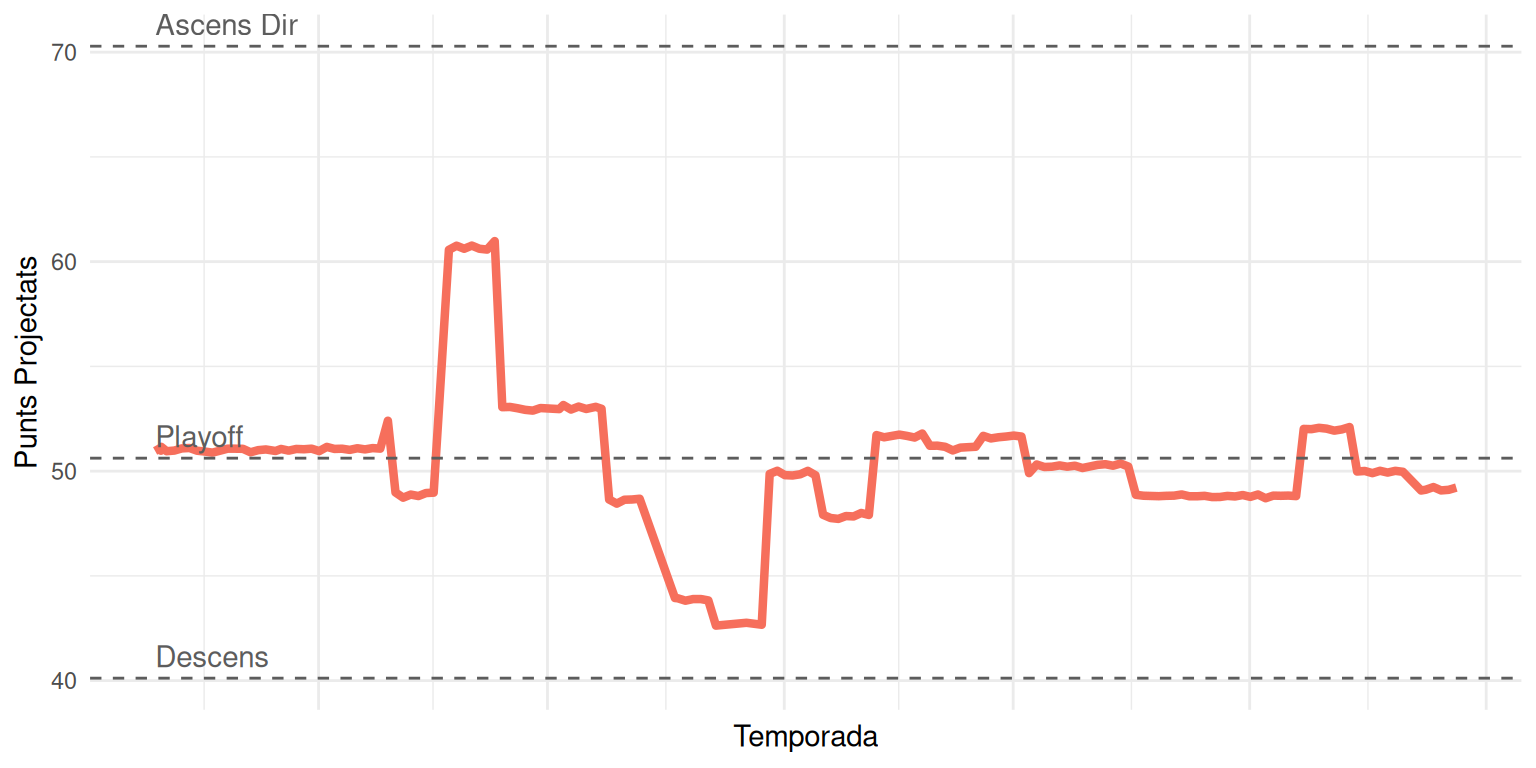 Ascens Dir
70
60
Punts Projectats
Playoff
50
Descens
40
Temporada